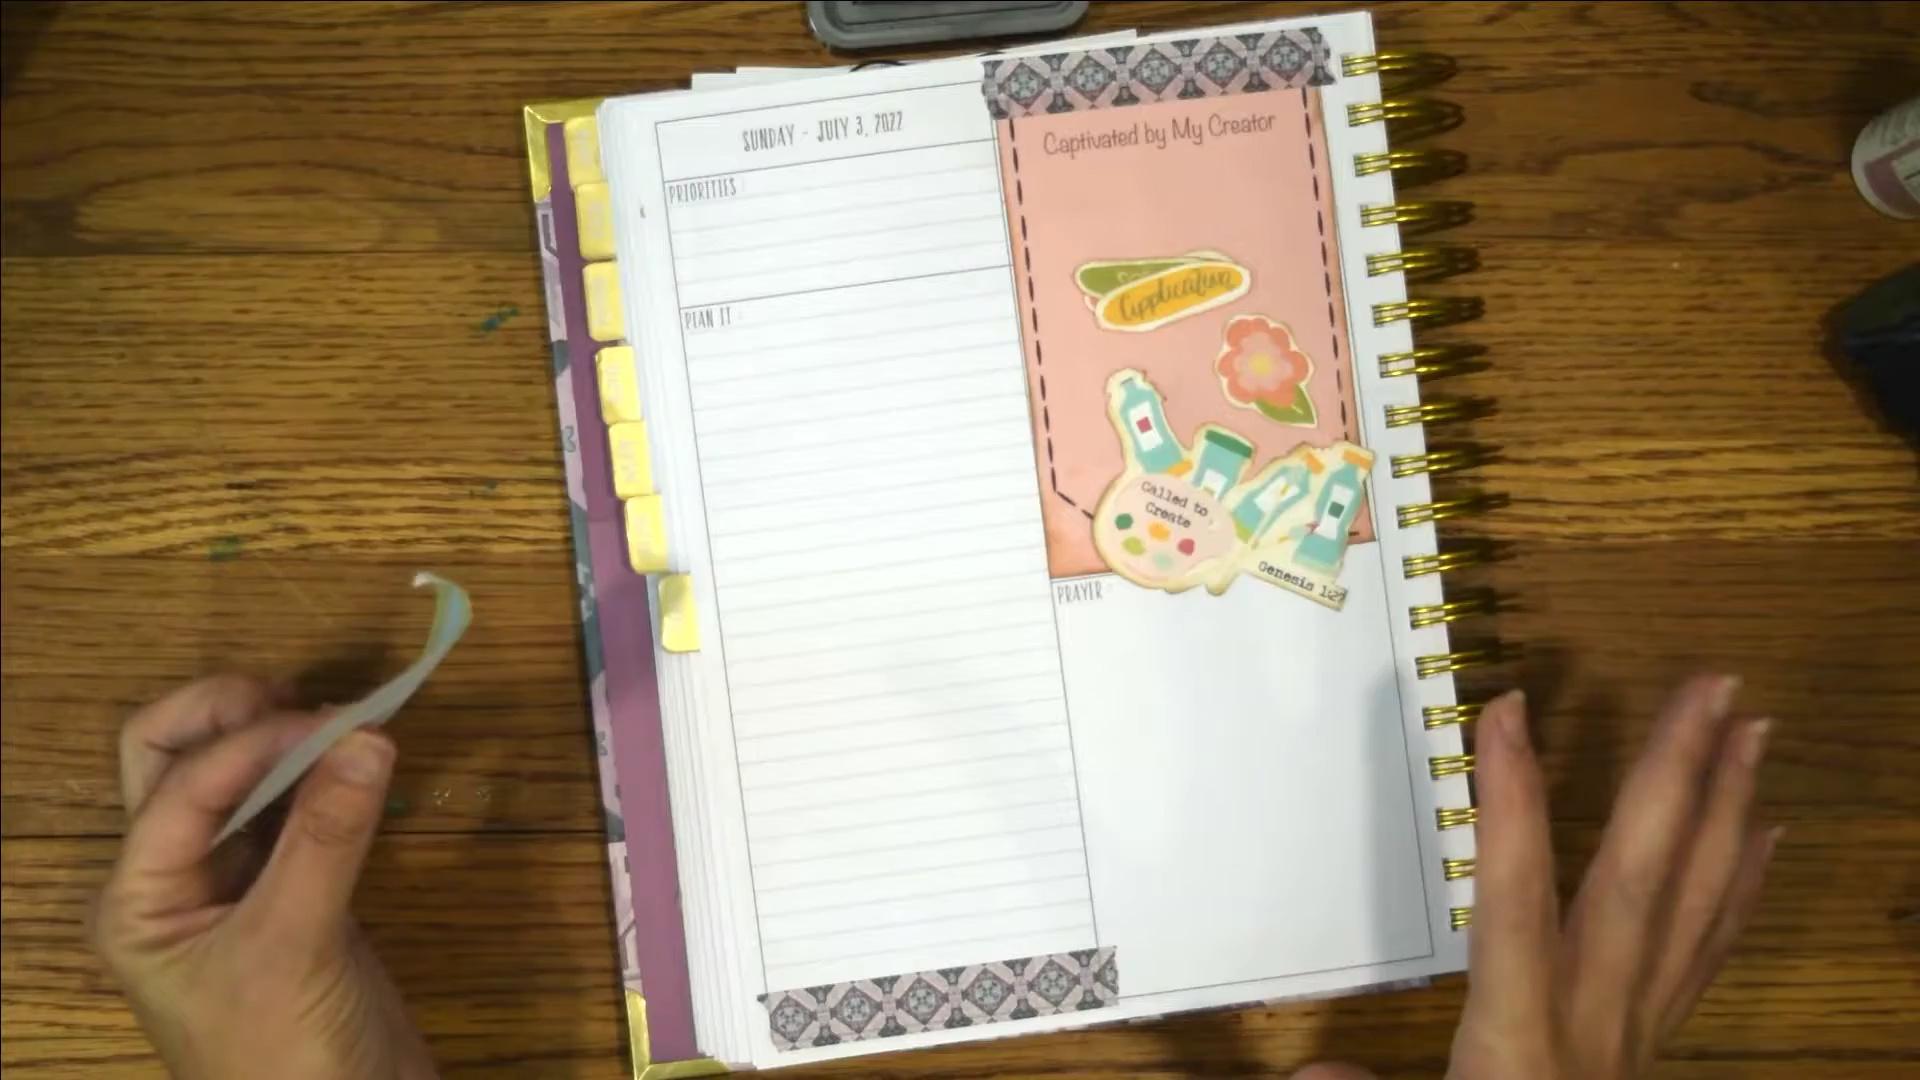 SUNDAY - JULY 3, 2022
PRIORITIES
PLAN IT
Captivated by My Creator
Application
Called to
Create
Genesis 1:27
PRAYER